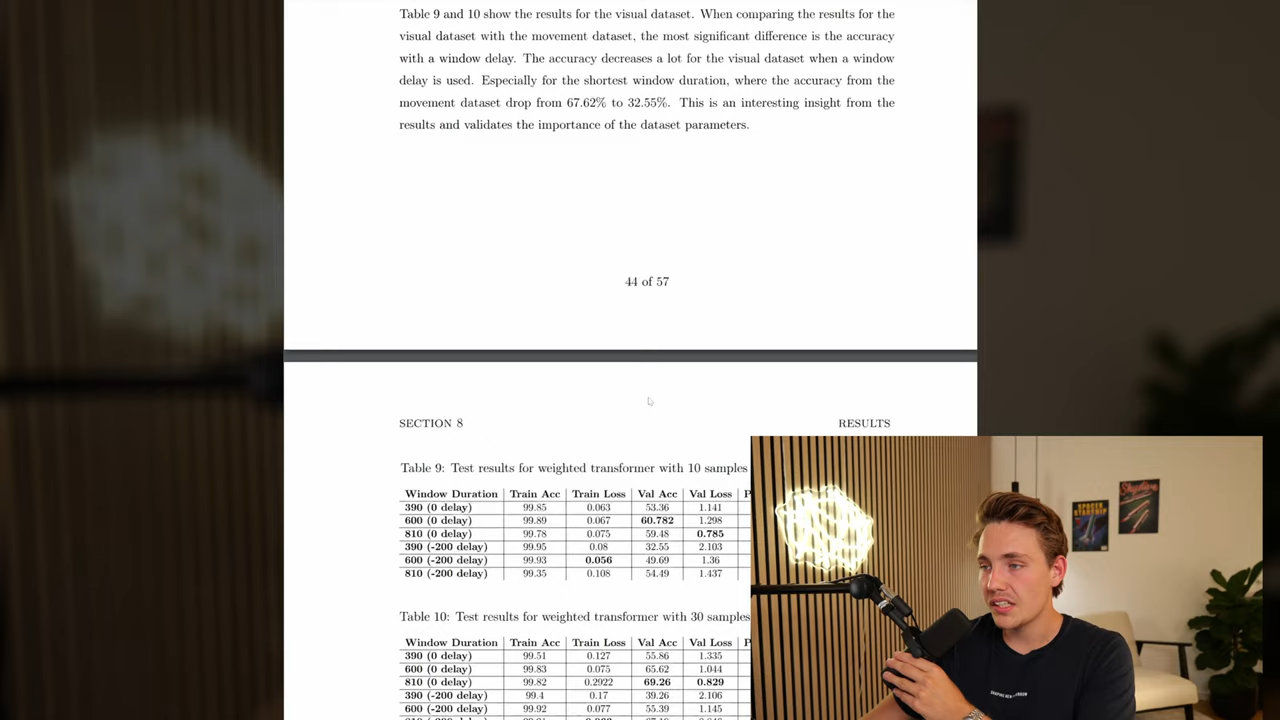 Table 9 and 10 show the results for the visual dataset. When comparing the results for the
visual dataset with the movement dataset, the most significant difference is the accuracy
with a window delay. The accuracy decreases a lot for the visual dataset when a window
delay is used. Especially for the shortest window duration, where the accuracy from the
movement dataset drop from 67.62% to 32.55%. This is an interesting insight from the
results and validates the importance of the dataset parameters.
44 of 57
SECTION 8 RESULTS
Table 9: Test results for weighted transformer with 10 samples
Window Duration Train Acc Train Loss Val Acc Val Loss P
390 (0 delay) 99.85 0.063 53.36 1.141
600 (0 delay) 99.89 0.067 60.782 1.298
810 (0 delay) 99.78 0.075 59.48 0.785
390 (-200 delay) 99.95 0.08 32.55 2.103
600 (-200 delay) 99.93 0.056 49.69 1.36
810 (-200 delay) 99.35 0.108 54.49 1.437
Table 10: Test results for weighted transformer with 30 samples
Window Duration Train Acc Train Loss Val Acc Val Loss P
390 (0 delay) 99.51 0.127 55.86 1.335
600 (0 delay) 99.83 0.075 65.62 1.044
810 (0 delay) 99.82 0.2922 69.26 0.829
390 (-200 delay) 99.4 0.17 39.26 2.106
600 (-200 delay) 99.92 0.077 55.39 1.145
SPACEX
STARSHIP